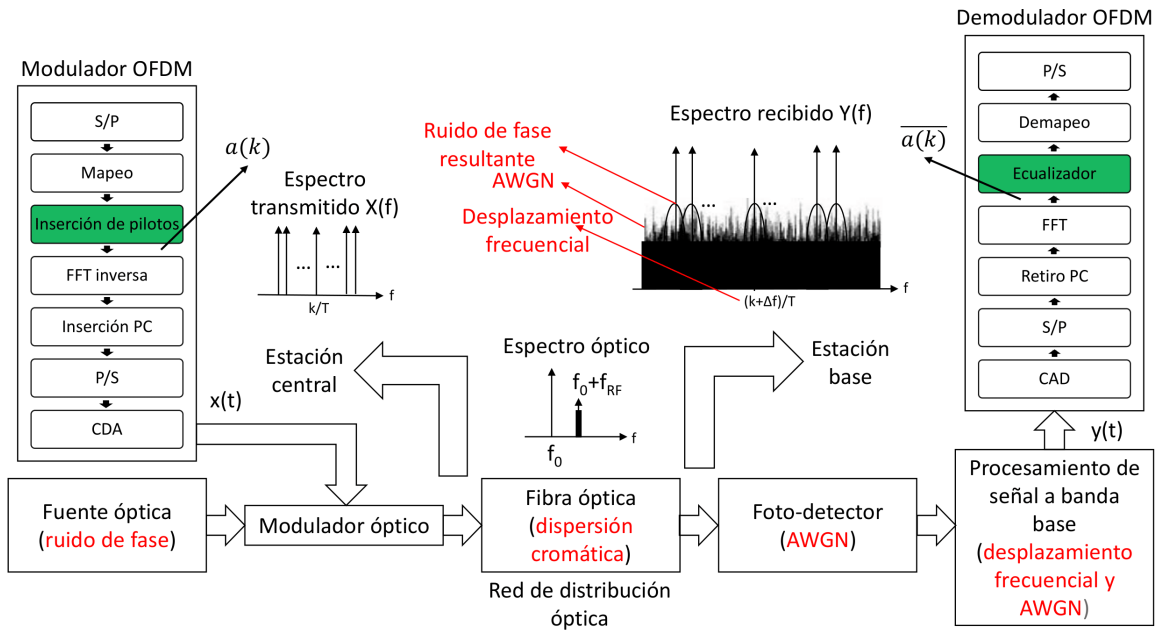 Modulador OFDM
S/P
Mapeo
Inserción de pilotos
FFT inversa
Inserción PC
P/S
CDA
a(k)
Espectro
transmitido X(f)
...
...
f
k/T
Estación
central
x(t)
Ruido de fase
resultante
AWGN
Desplazamiento
frecuencial
Espectro recibido Y(f)
...
...
f
(k+Δf)/T
Espectro óptico
f₀+f_RF
f
f₀
Estación
base
Demodulador OFDM
P/S
Demapeo
Ecualizador
FFT
Retiro PC
S/P
CAD
a(k)
y(t)
Fuente óptica
(ruido de fase)
Modulador óptico
Fibra óptica
(dispersión
cromática)
Red de distribución
óptica
Foto-detector
(AWGN)
Procesamiento de
señal a banda
base
(desplazamiento
frecuencial y
AWGN)